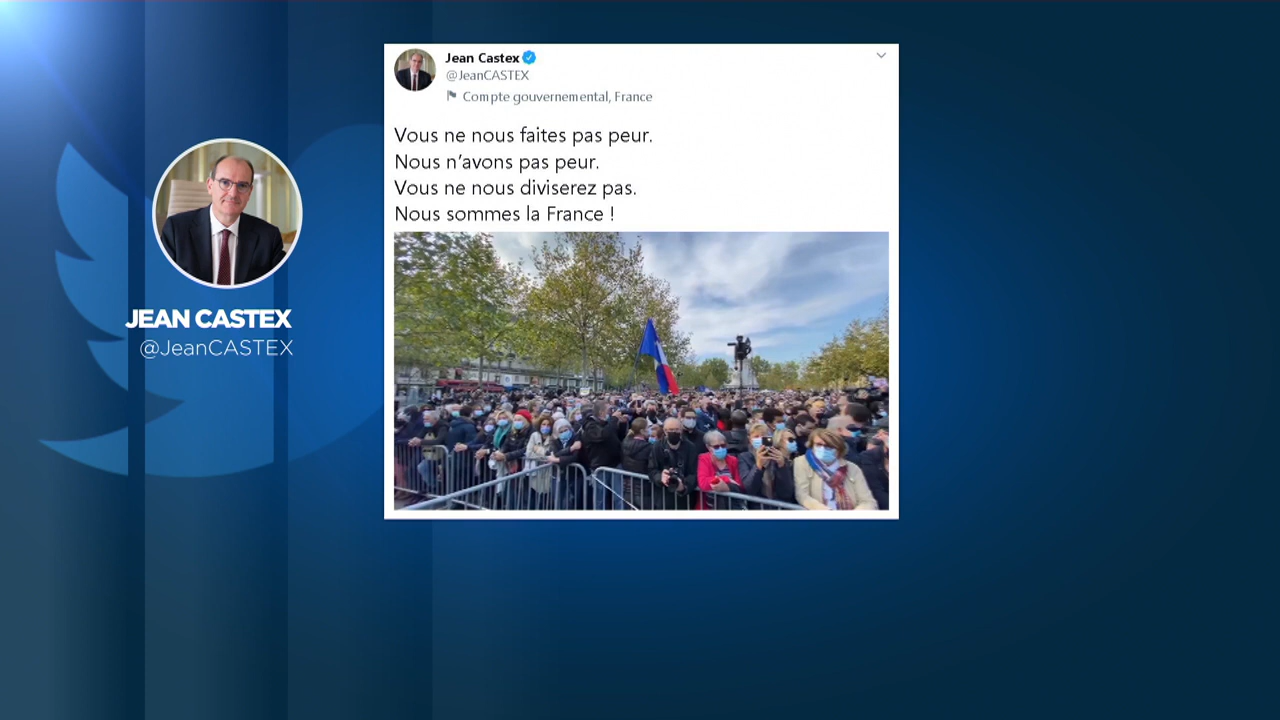 Jean Castex
@JeanCASTEX
Compte gouvernemental, France
Vous ne nous faites pas peur.
Nous n’avons pas peur.
Vous ne nous diviserez pas.
Nous sommes la France !
JEAN CASTEX
@JeanCASTEX